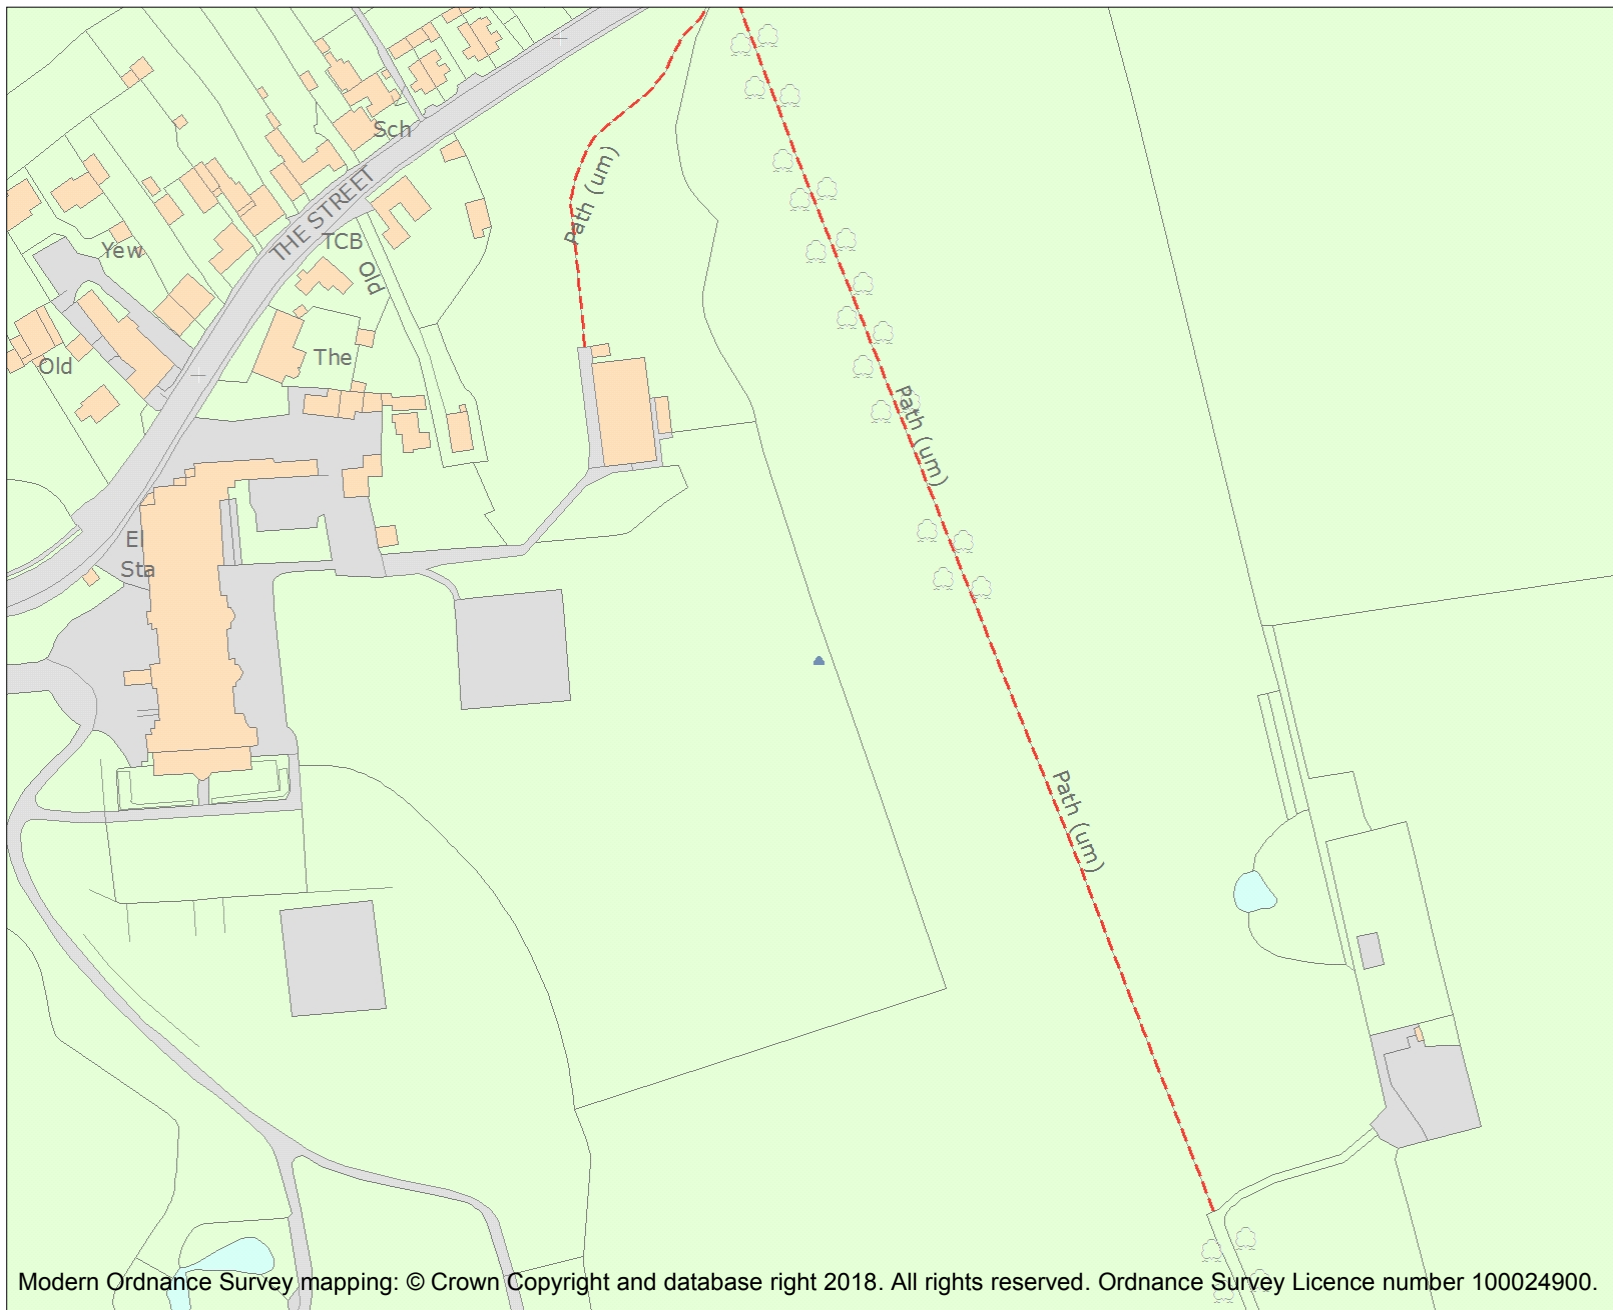 Sch
Path (um)
THE STREET
TCB
Yew
Old
The
Old
Path (um)
El
Sta
Path (um)
Modern Ordnance Survey mapping: © Crown Copyright and database right 2018. All rights reserved. Ordnance Survey Licence number 100024900.